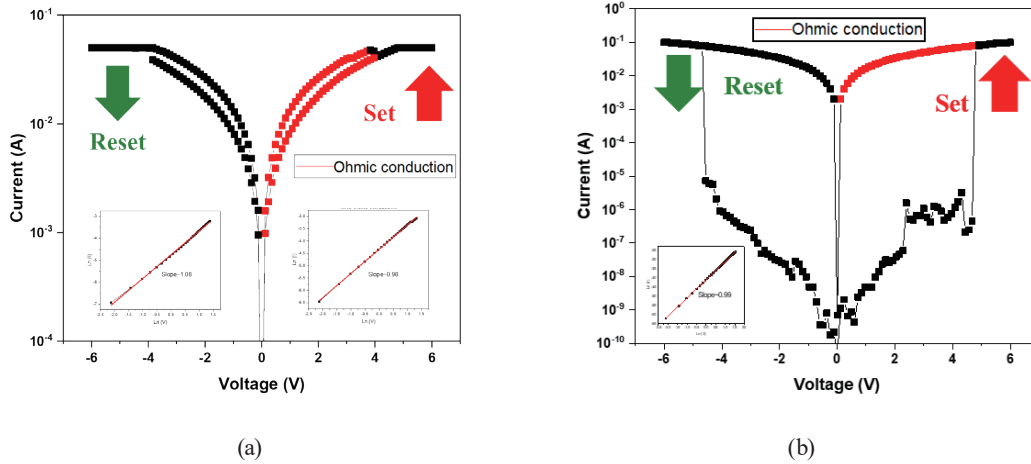 10⁻¹
10⁻²
10⁻³
10⁻⁴
Current (A)
Reset
Set
Ohmic conduction
Slope~1.06
Ln (V)
Slope~0.98
Ln (V)
-6 -4 -2 0 2 4 6
Voltage (V)
(a)
10⁰
10⁻¹
10⁻²
10⁻³
10⁻⁴
10⁻⁵
10⁻⁶
10⁻⁷
10⁻⁸
10⁻⁹
10⁻¹⁰
Current (A)
Ohmic conduction
Reset
Set
Slope~0.99
-6 -4 -2 0 2 4 6
Voltage (V)
(b)